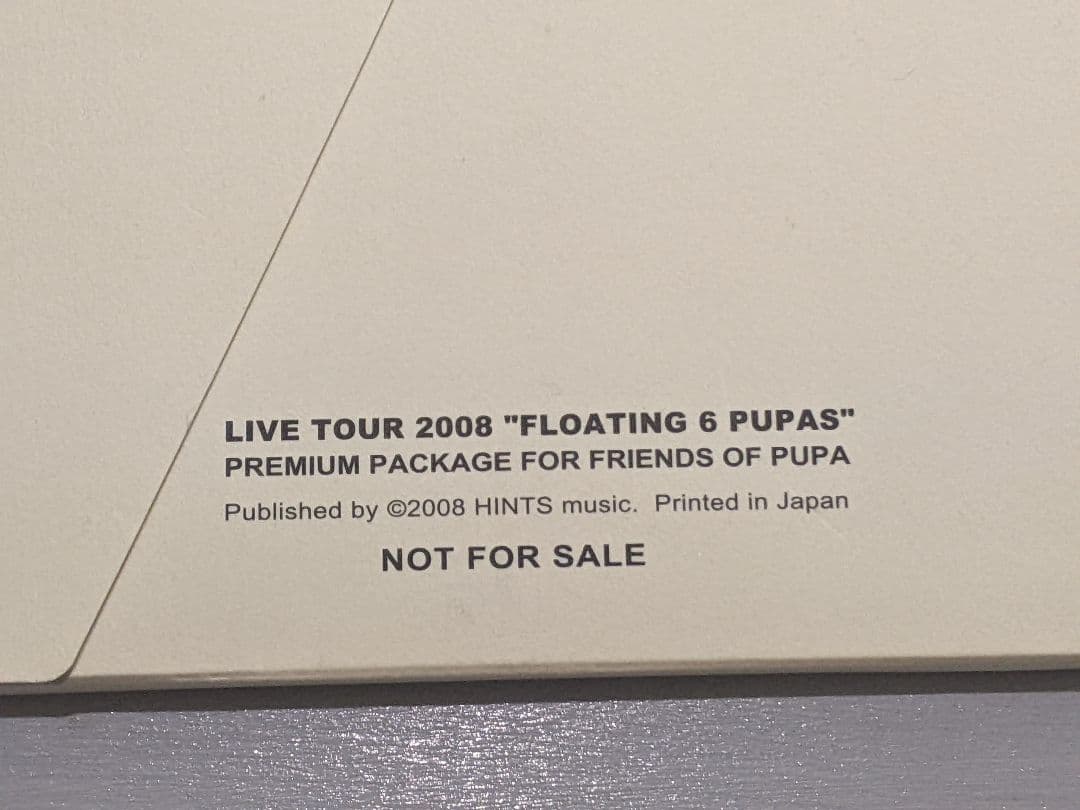 LIVE TOUR 2008 "FLOATING 6 PUPAS"
PREMIUM PACKAGE FOR FRIENDS OF PUPA
Published by ©2008 HINTS music.  Printed in Japan
NOT FOR SALE